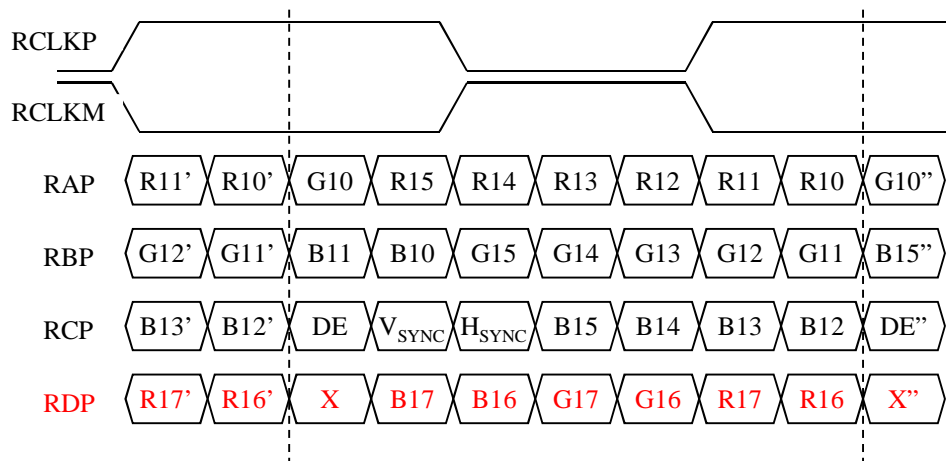 RCLKP
RCLKM
RAP R11’ R10’ G10 R15 R14 R13 R12 R11 R10 G10”
RBP G12’ G11’ B11 B10 G15 G14 G13 G12 G11 B15”
RCP B13’ B12’ DE VSYNC HSYNC B15 B14 B13 B12 DE”
RDP R17’ R16’ X B17 B16 G17 G16 R17 R16 X”